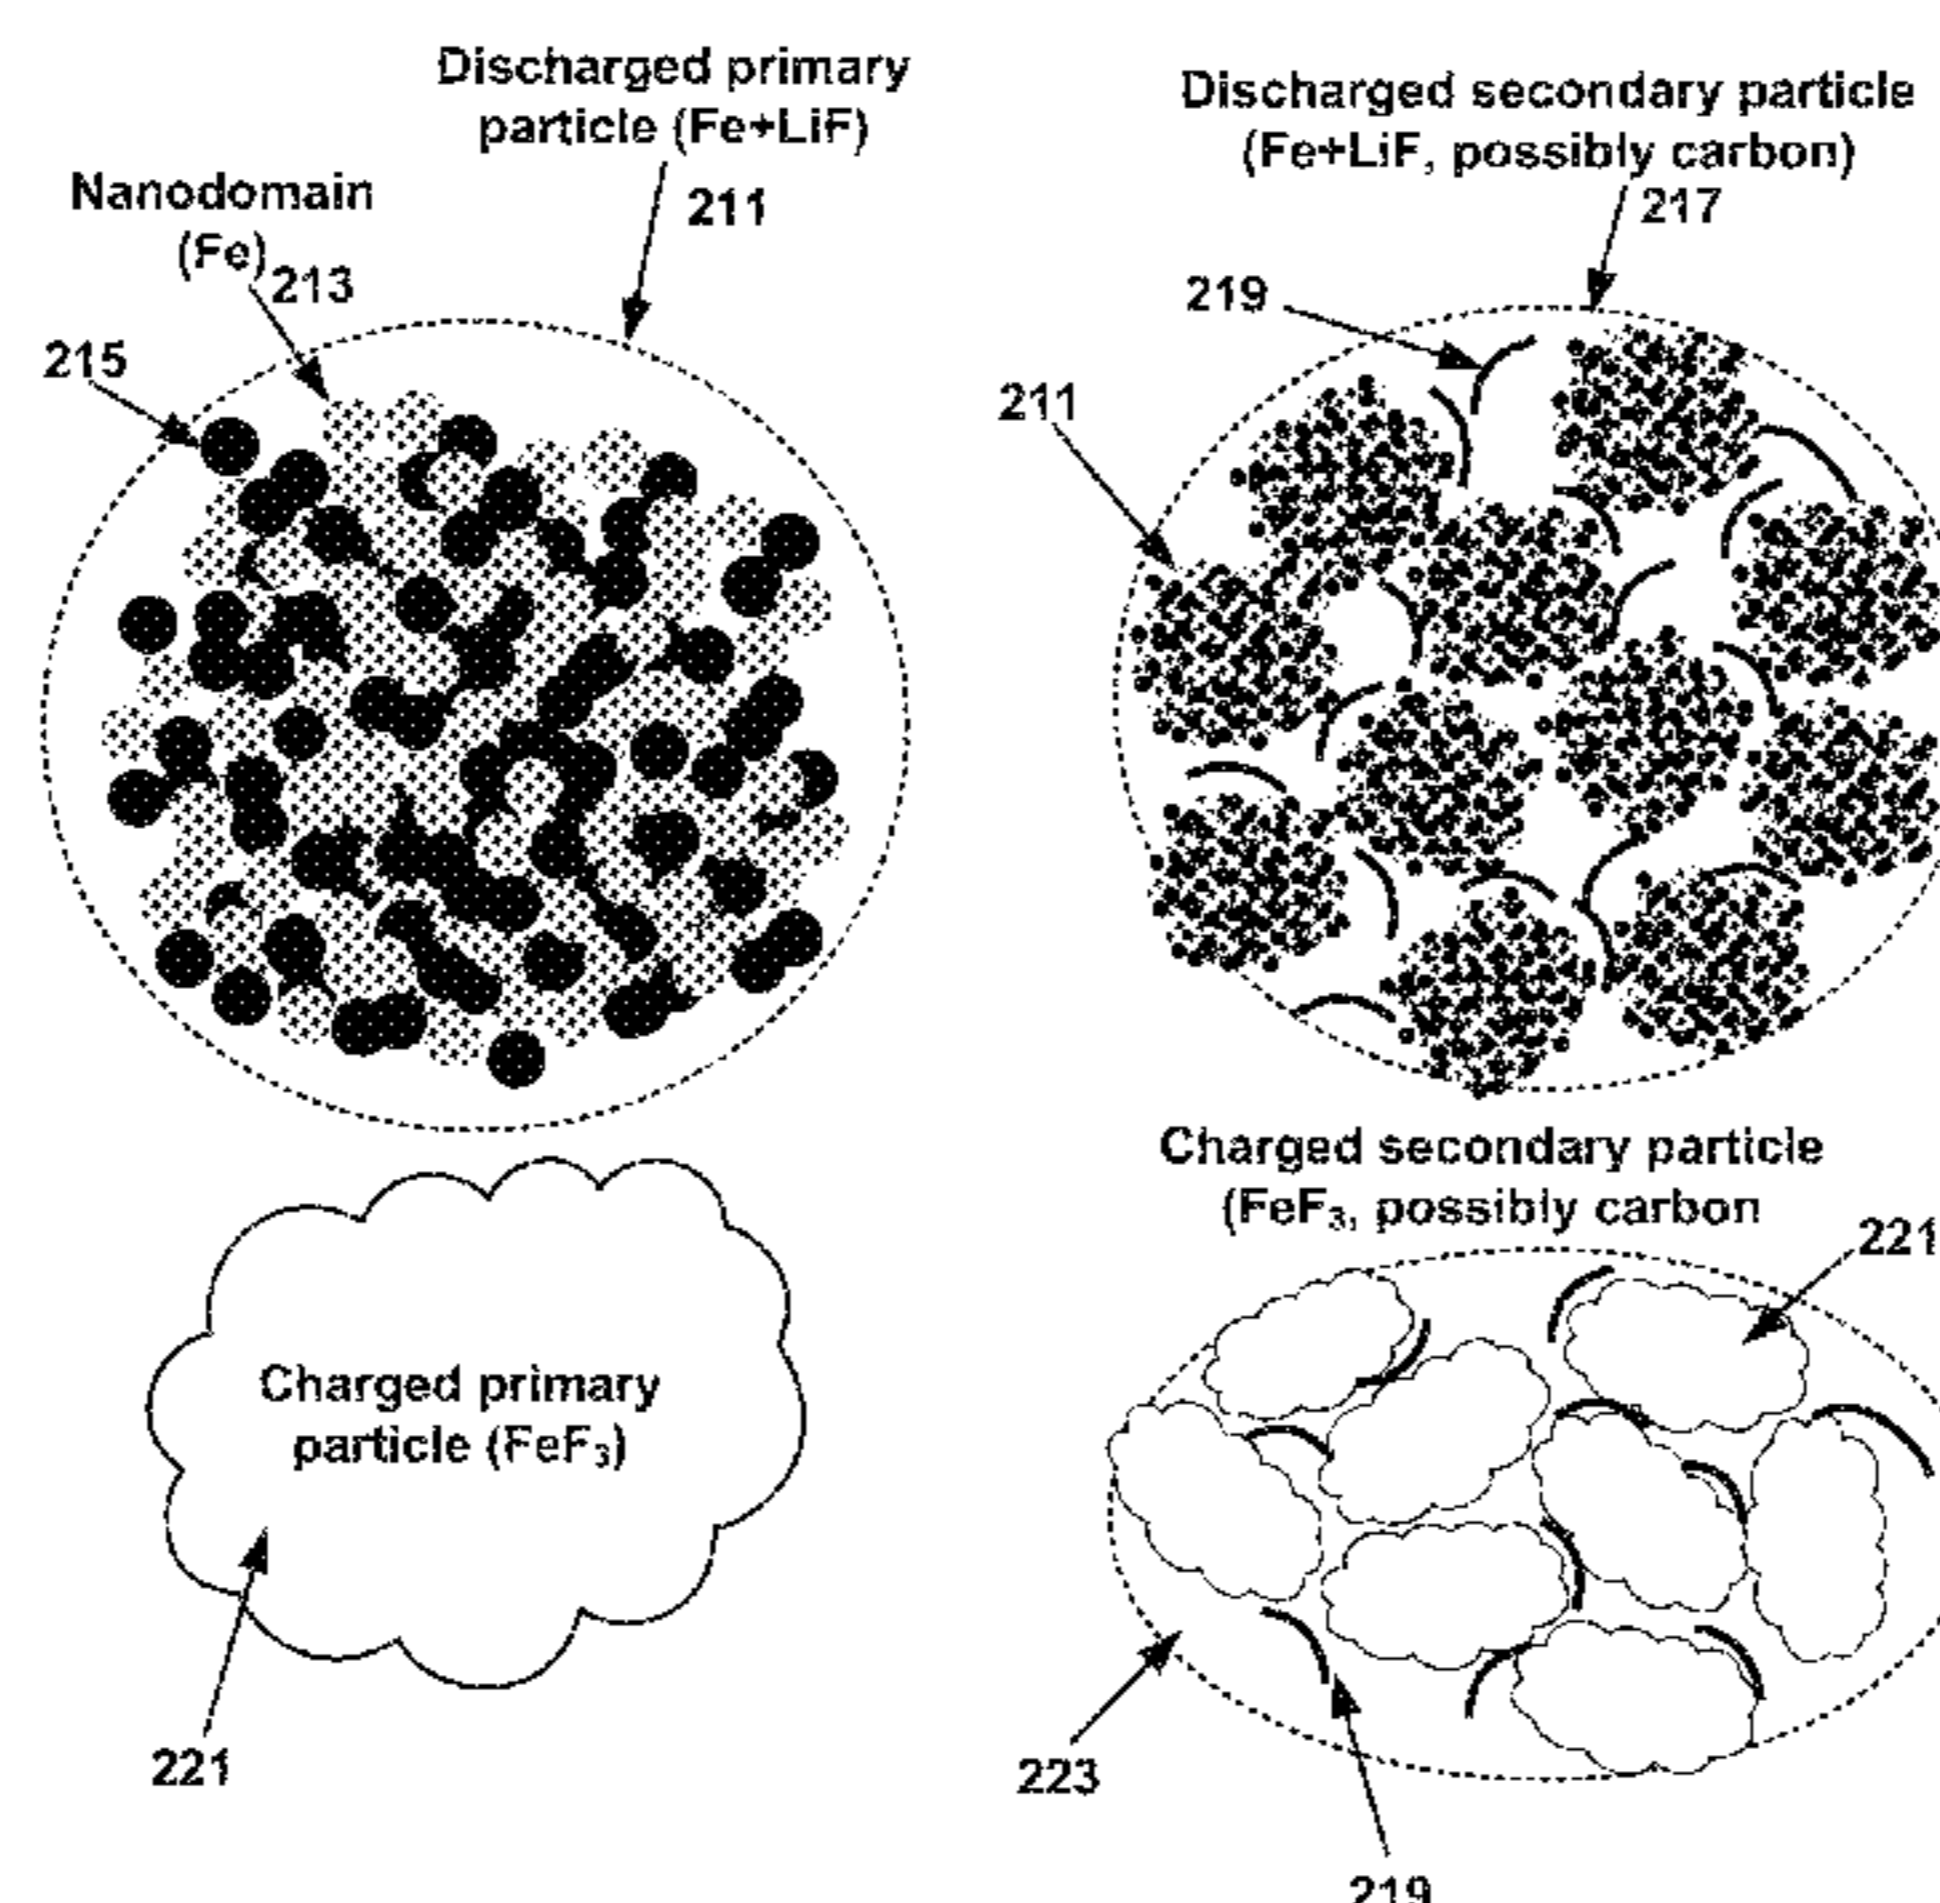 Discharged primary
particle (Fe+LiF)
211
Nanodomain
(Fe)
213
215
Discharged secondary particle
(Fe+LiF, possibly carbon)
217
219
211
Charged primary
particle (FeF₃)
221
Charged secondary particle
(FeF₃, possibly carbon
221
223
219